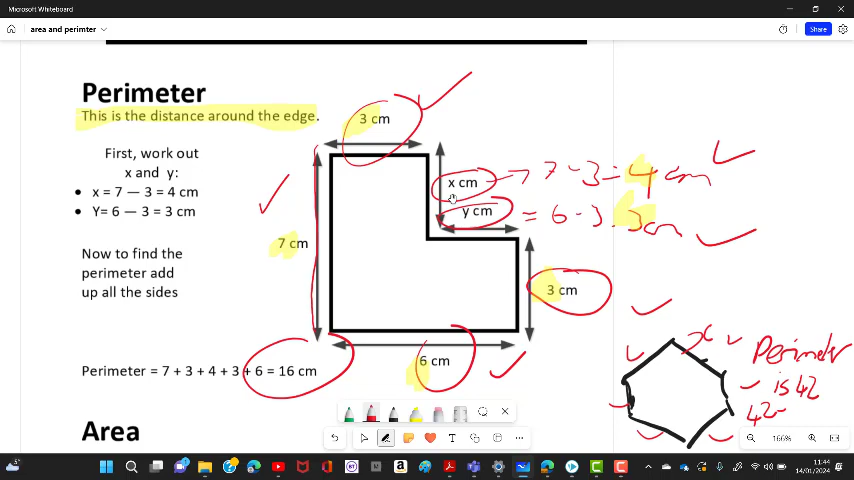 Microsoft Whiteboard
area and perimter
Share
Perimeter
This is the distance around the edge.
3 cm
First, work out
x and y:
x = 7 — 3 = 4 cm
Y= 6 — 3 = 3 cm
x cm → 7 - 3 = 4 cm
y cm = 6 - 3 = 3cm
7 cm
Now to find the
perimeter add
up all the sides
3 cm
6 cm
Perimeter = 7 + 3 + 4 + 3 + 6 = 16 cm
x
Perimeter
is 42
42-
Area
166%
5°
11:44
14/01/2024